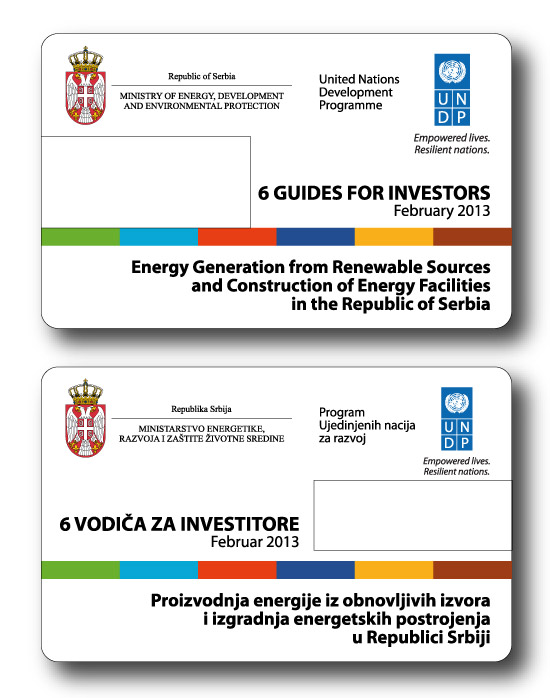 Republic of Serbia
MINISTRY OF ENERGY, DEVELOPMENT
AND ENVIRONMENTAL PROTECTION
United Nations
Development
Programme
U N
D P
Empowered lives.
Resilient nations.
6 GUIDES FOR INVESTORS
February 2013
Energy Generation from Renewable Sources
and Construction of Energy Facilities
in the Republic of Serbia
Republika Srbija
MINISTARSTVO ENERGETIKE,
RAZVOJA I ZAŠTITE ŽIVOTNE SREDINE
Program
Ujedinjenih nacija
za razvoj
U N
D P
Empowered lives.
Resilient nations.
6 VODIČA ZA INVESTITORE
Februar 2013
Proizvodnja energije iz obnovljivih izvora
i izgradnja energetskih postrojenja
u Republici Srbiji